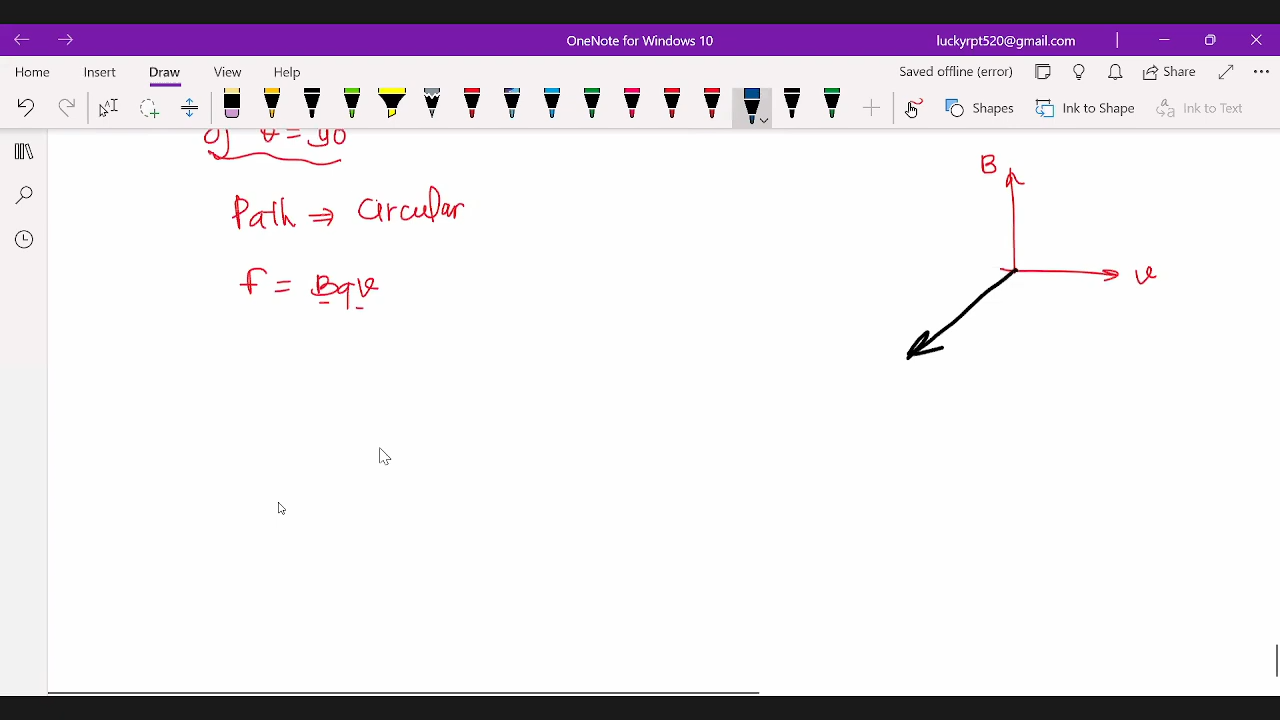 OneNote for Windows 10
luckyrpt520@gmail.com
Home Insert Draw View Help
Saved offline (error) Share
Shapes Ink to Shape Ink to Text
Path ⇒ Circular
f = Bqv
B
v